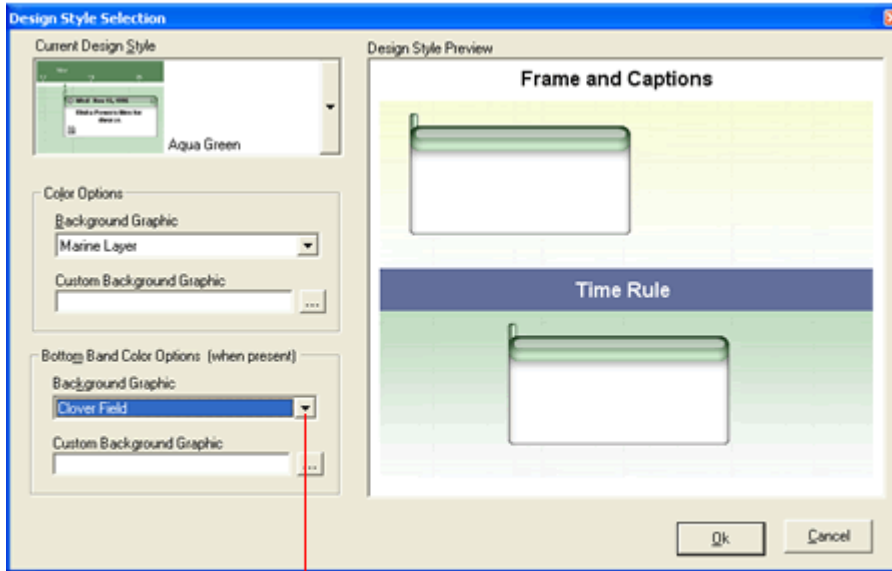 Design Style Selection
Current Design Style
Aqua Green
Color Options
Background Graphic
Marine Layer
Custom Background Graphic
...
Bottom Band Color Options (when present)
Background Graphic
Clover Field
Custom Background Graphic
...
Design Style Preview
Frame and Captions
Time Rule
Ok
Cancel